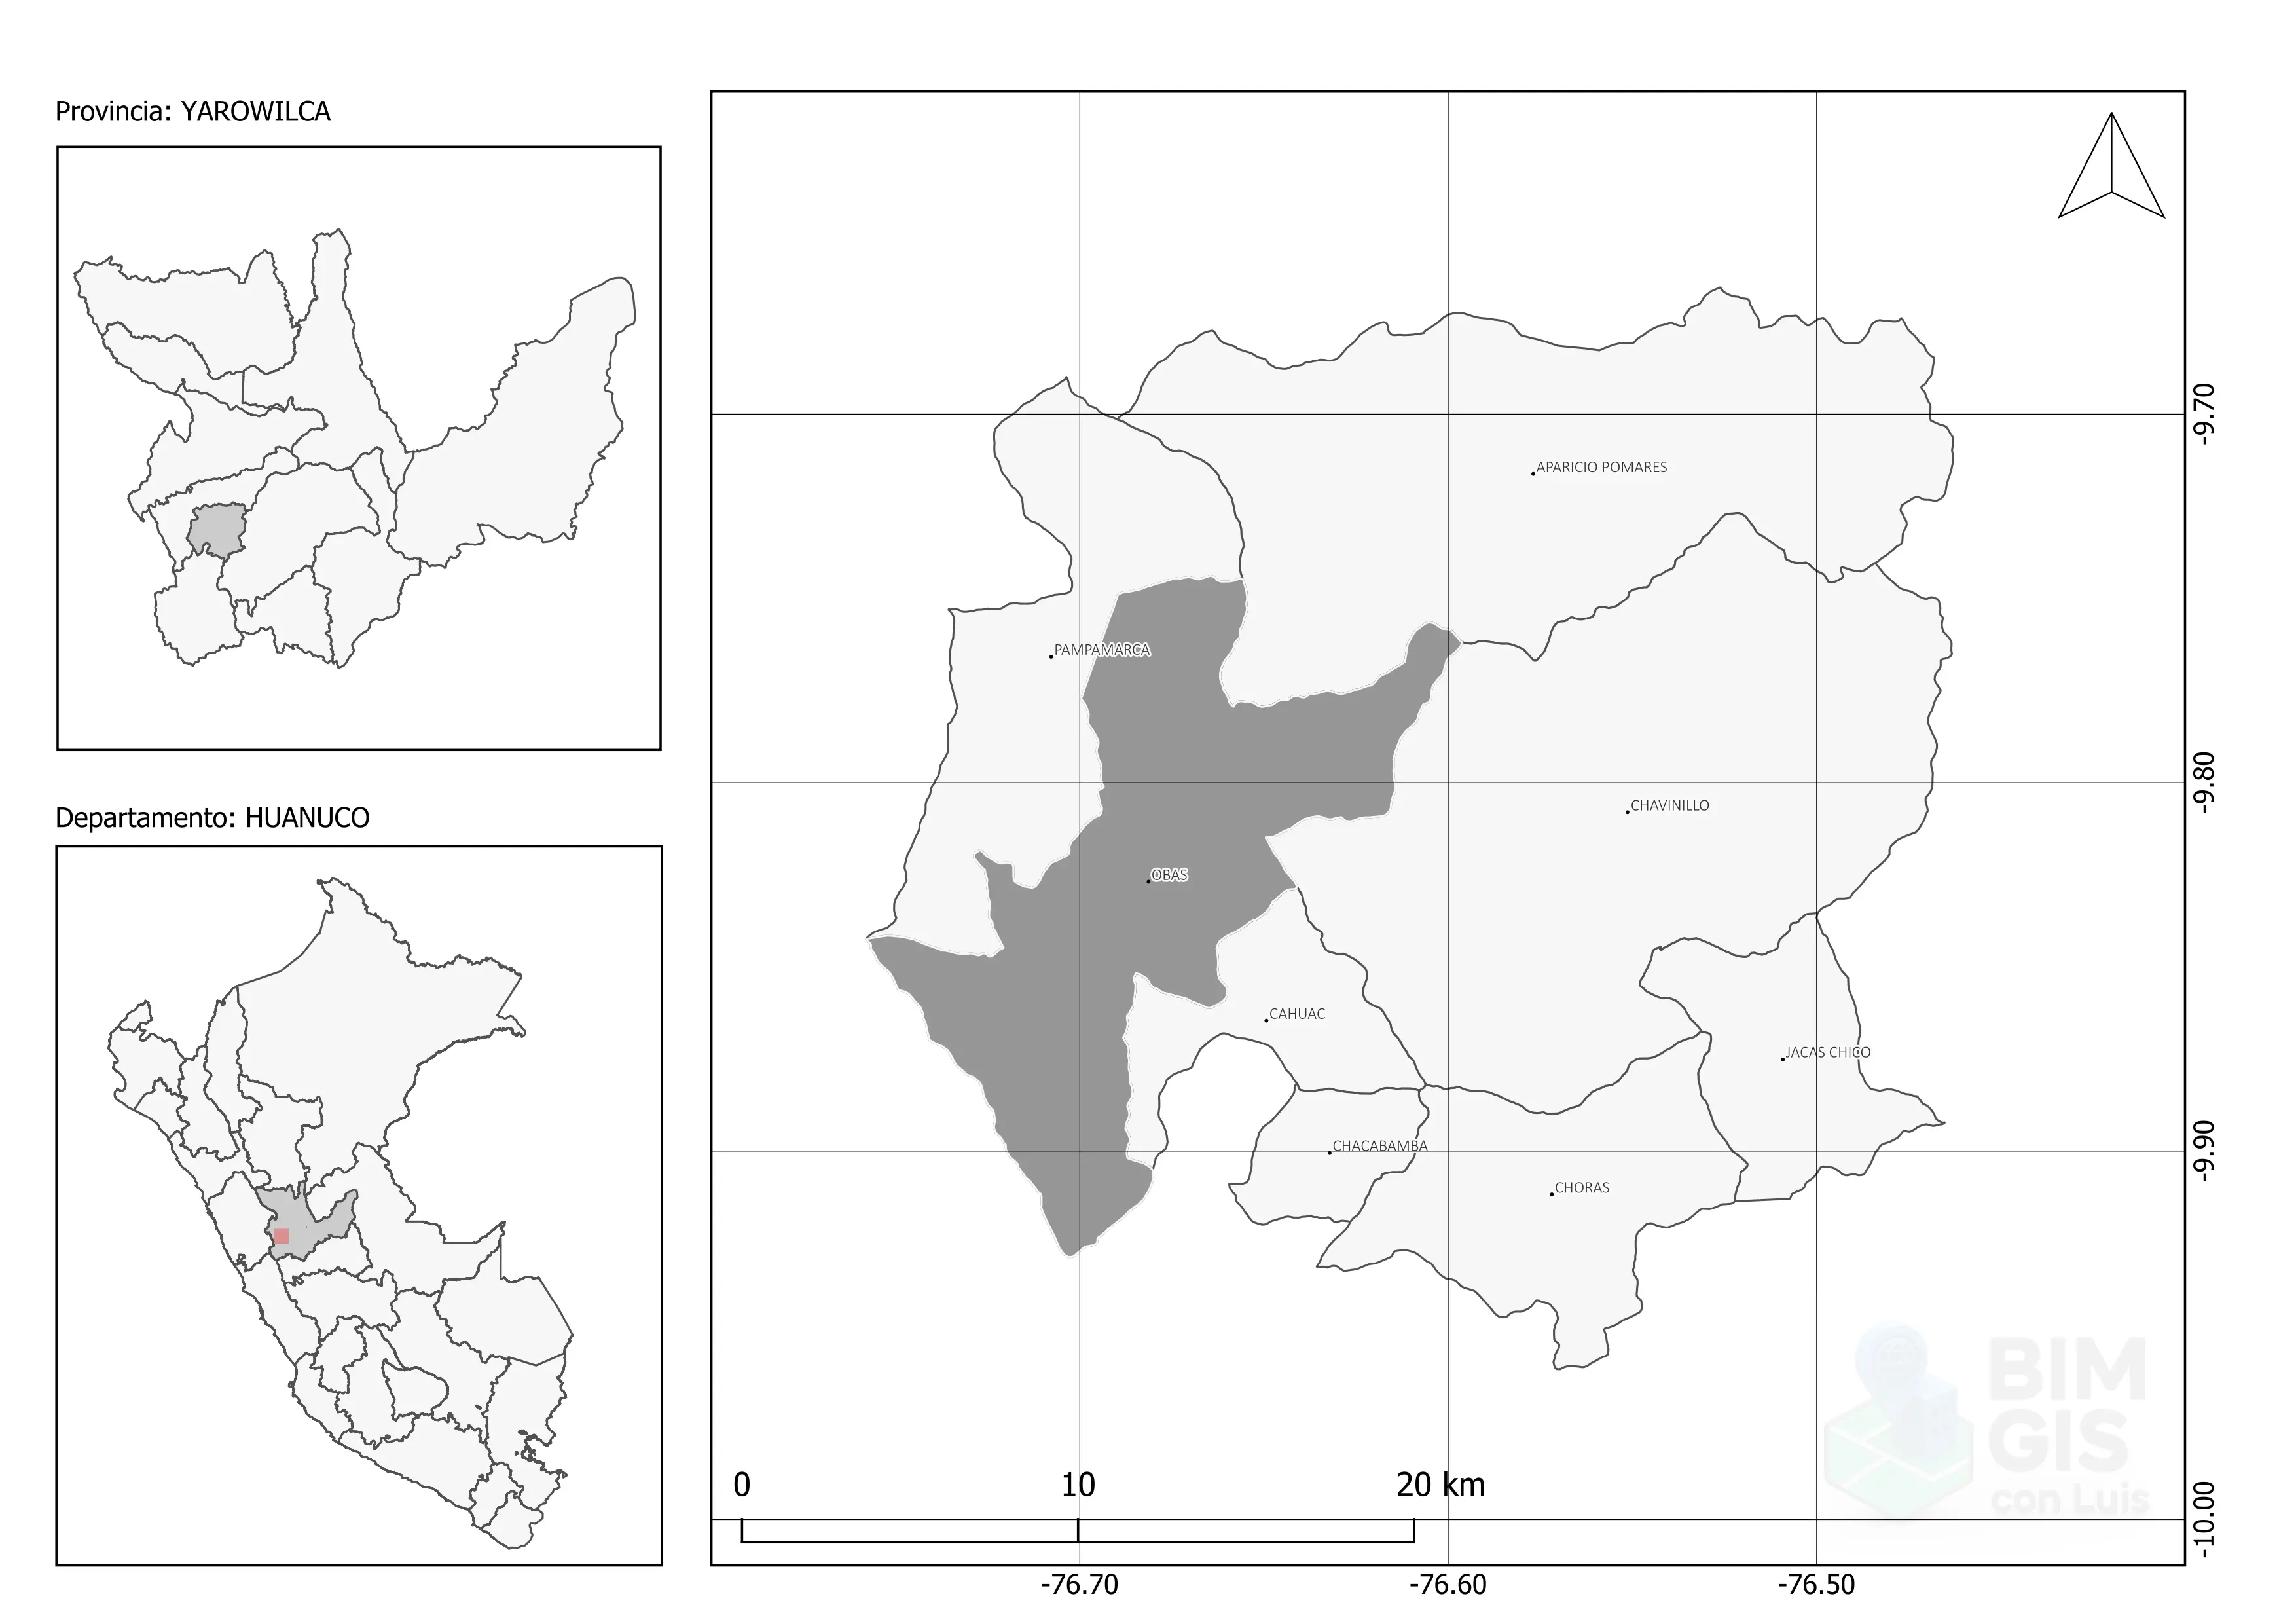 Provincia: YAROWILCA
Departamento: HUANUCO
APARICIO POMARES
PAMPAMARCA
CHAVINILLO
OBAS
CAHUAC
JACAS CHICO
CHACABAMBA
CHORAS
-9.70
-9.80
-9.90
-10.00
BIM
GIS
con Luis
0 10 20 km
-76.70 -76.60 -76.50